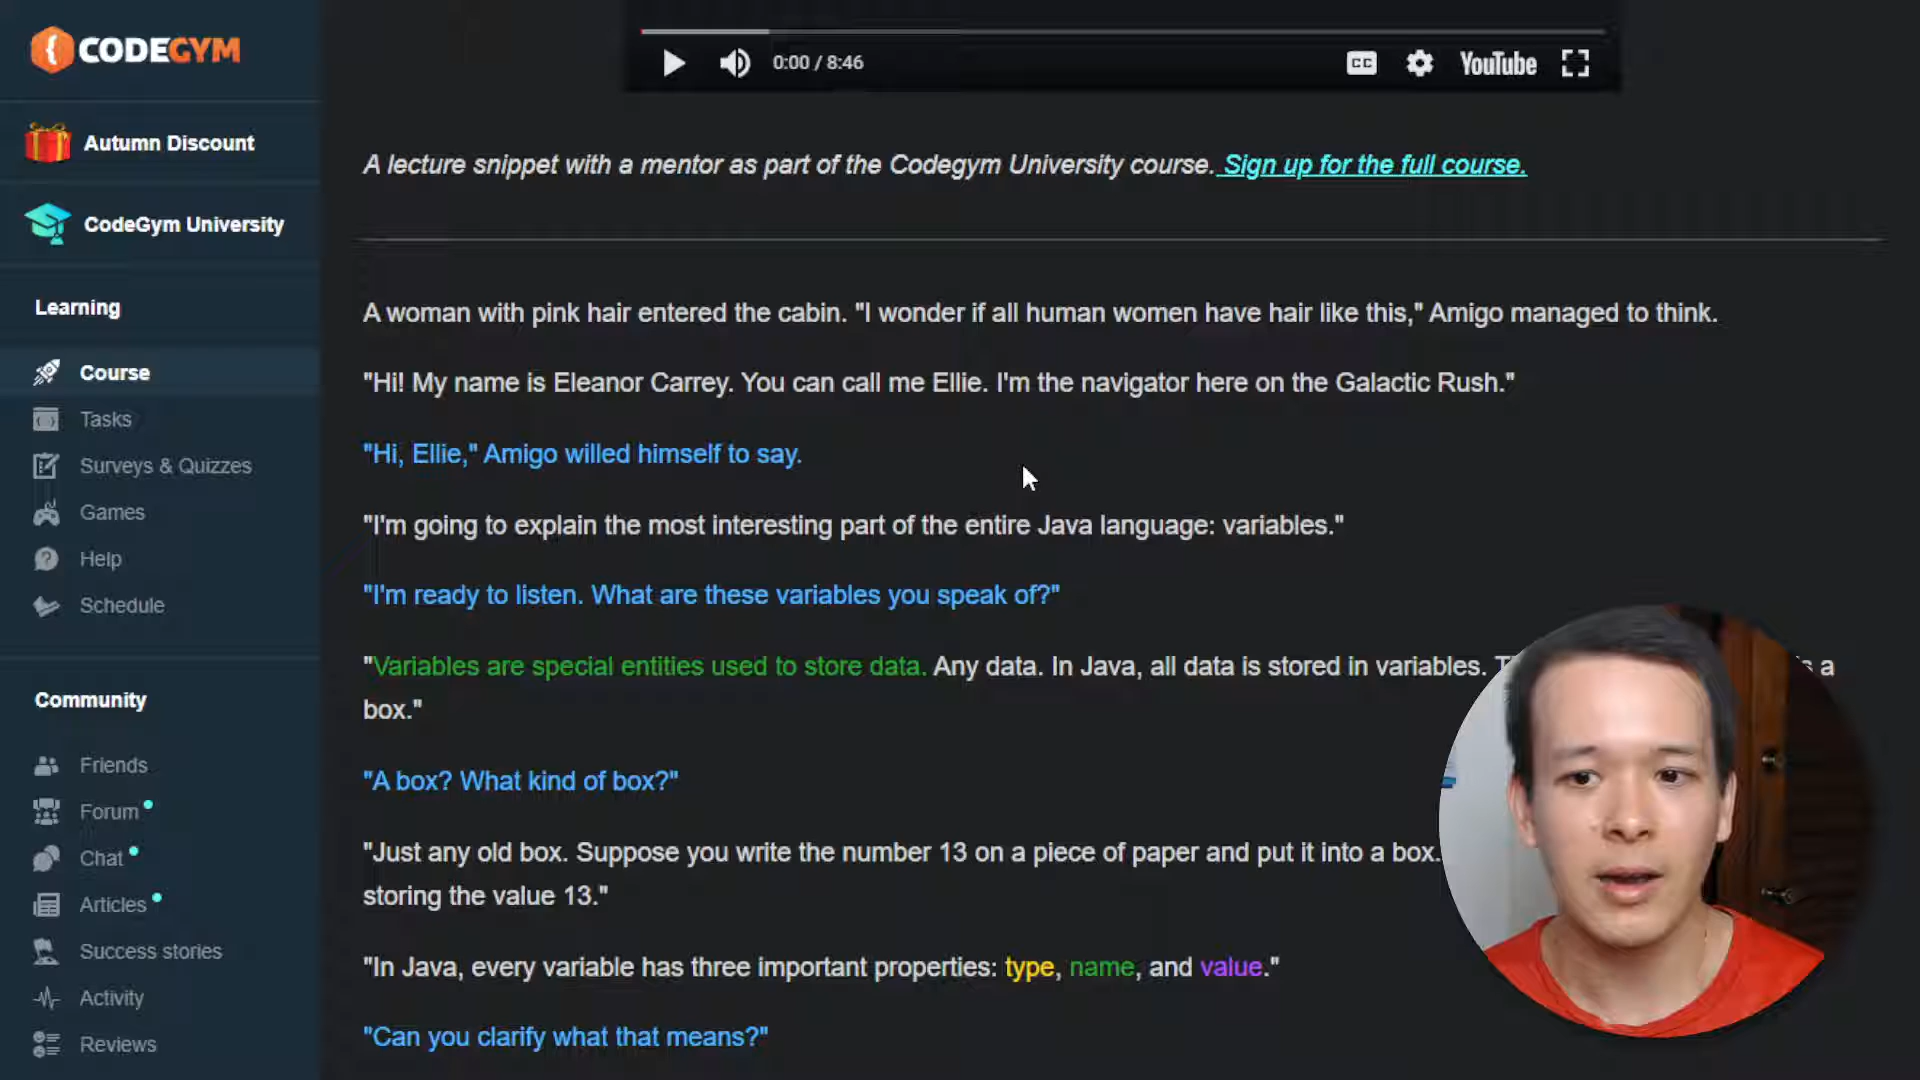 CODEGYM
Autumn Discount
CodeGym University
Learning
Course
Tasks
Surveys & Quizzes
Games
Help
Schedule
Community
Friends
Forum
Chat
Articles
Success stories
Activity
Reviews
0:00 / 8:46
CC
YouTube
A lecture snippet with a mentor as part of the Codegym University course. Sign up for the full course.
A woman with pink hair entered the cabin. "I wonder if all human women have hair like this," Amigo managed to think.
"Hi! My name is Eleanor Carrey. You can call me Ellie. I'm the navigator here on the Galactic Rush."
"Hi, Ellie," Amigo willed himself to say.
"I'm going to explain the most interesting part of the entire Java language: variables."
"I'm ready to listen. What are these variables you speak of?"
"Variables are special entities used to store data. Any data. In Java, all data is stored in variables. a
box."
"A box? What kind of box?"
"Just any old box. Suppose you write the number 13 on a piece of paper and put it into a box.
storing the value 13."
"In Java, every variable has three important properties: type, name, and value."
"Can you clarify what that means?"